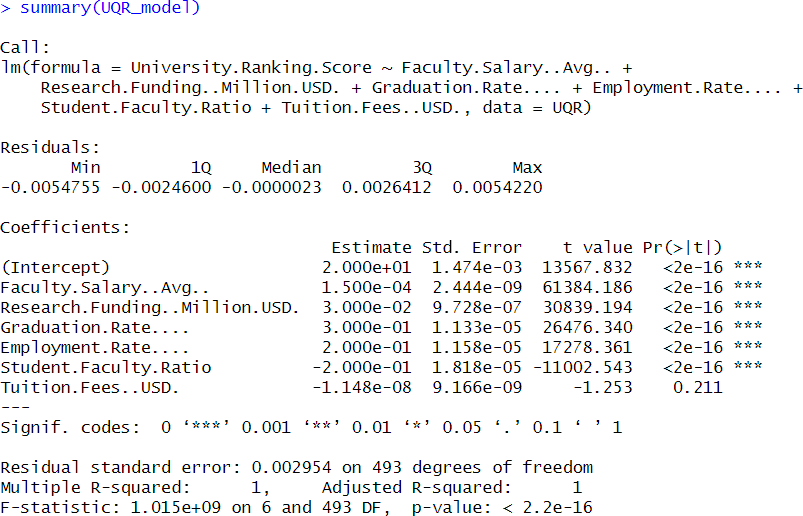 > summary(UQR_model)

Call:
lm(formula = University.Ranking.Score ~ Faculty.Salary..Avg.. +
    Research.Funding..Million.USD. + Graduation.Rate.... + Employment.Rate.... +
    Student.Faculty.Ratio + Tuition.Fees..USD., data = UQR)

Residuals:
       Min         1Q     Median         3Q        Max
-0.0054755 -0.0024600 -0.0000023  0.0026412  0.0054220

Coefficients:
                                 Estimate Std. Error    t value Pr(>|t|)
(Intercept)                     2.000e+01  1.474e-03  13567.832   <2e-16 ***
Faculty.Salary..Avg..           1.500e-04  2.444e-09  61384.186   <2e-16 ***
Research.Funding..Million.USD.  3.000e-02  9.728e-07  30839.194   <2e-16 ***
Graduation.Rate....             3.000e-01  1.133e-05  26476.340   <2e-16 ***
Employment.Rate....             2.000e-01  1.158e-05  17278.361   <2e-16 ***
Student.Faculty.Ratio          -2.000e-01  1.818e-05 -11002.543   <2e-16 ***
Tuition.Fees..USD.             -1.148e-08  9.166e-09     -1.253    0.211
---
Signif. codes:  0 ‘***’ 0.001 ‘**’ 0.01 ‘*’ 0.05 ‘.’ 0.1 ‘ ’ 1

Residual standard error: 0.002954 on 493 degrees of freedom
Multiple R-squared:      1,     Adjusted R-squared:      1
F-statistic: 1.015e+09 on 6 and 493 DF,  p-value: < 2.2e-16